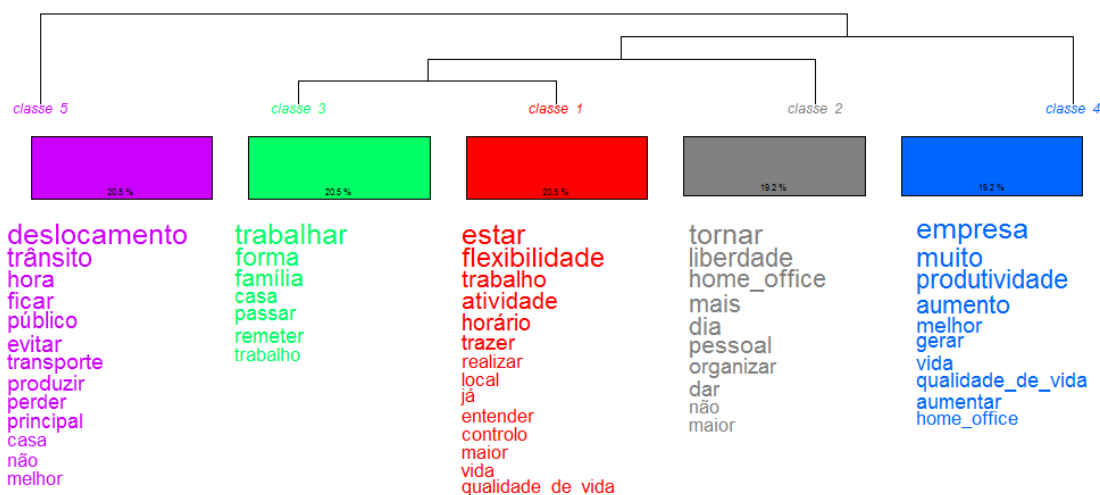 classe 5
classe 3
classe 1
classe 2
classe 4
20.5 %
20.5 %
20.5 %
19.2 %
19.2 %
deslocamento
trânsito
hora
ficar
público
evitar
transporte
produzir
perder
principal
casa
não
melhor
trabalhar
forma
família
casa
passar
remeter
trabalho
estar
flexibilidade
trabalho
atividade
horário
trazer
realizar
local
já
entender
controlo
maior
vida
qualidade_de_vida
tornar
liberdade
home_office
mais
dia
pessoal
organizar
dar
não
maior
empresa
muito
produtividade
aumento
melhor
gerar
vida
qualidade_de_vida
aumentar
home_office